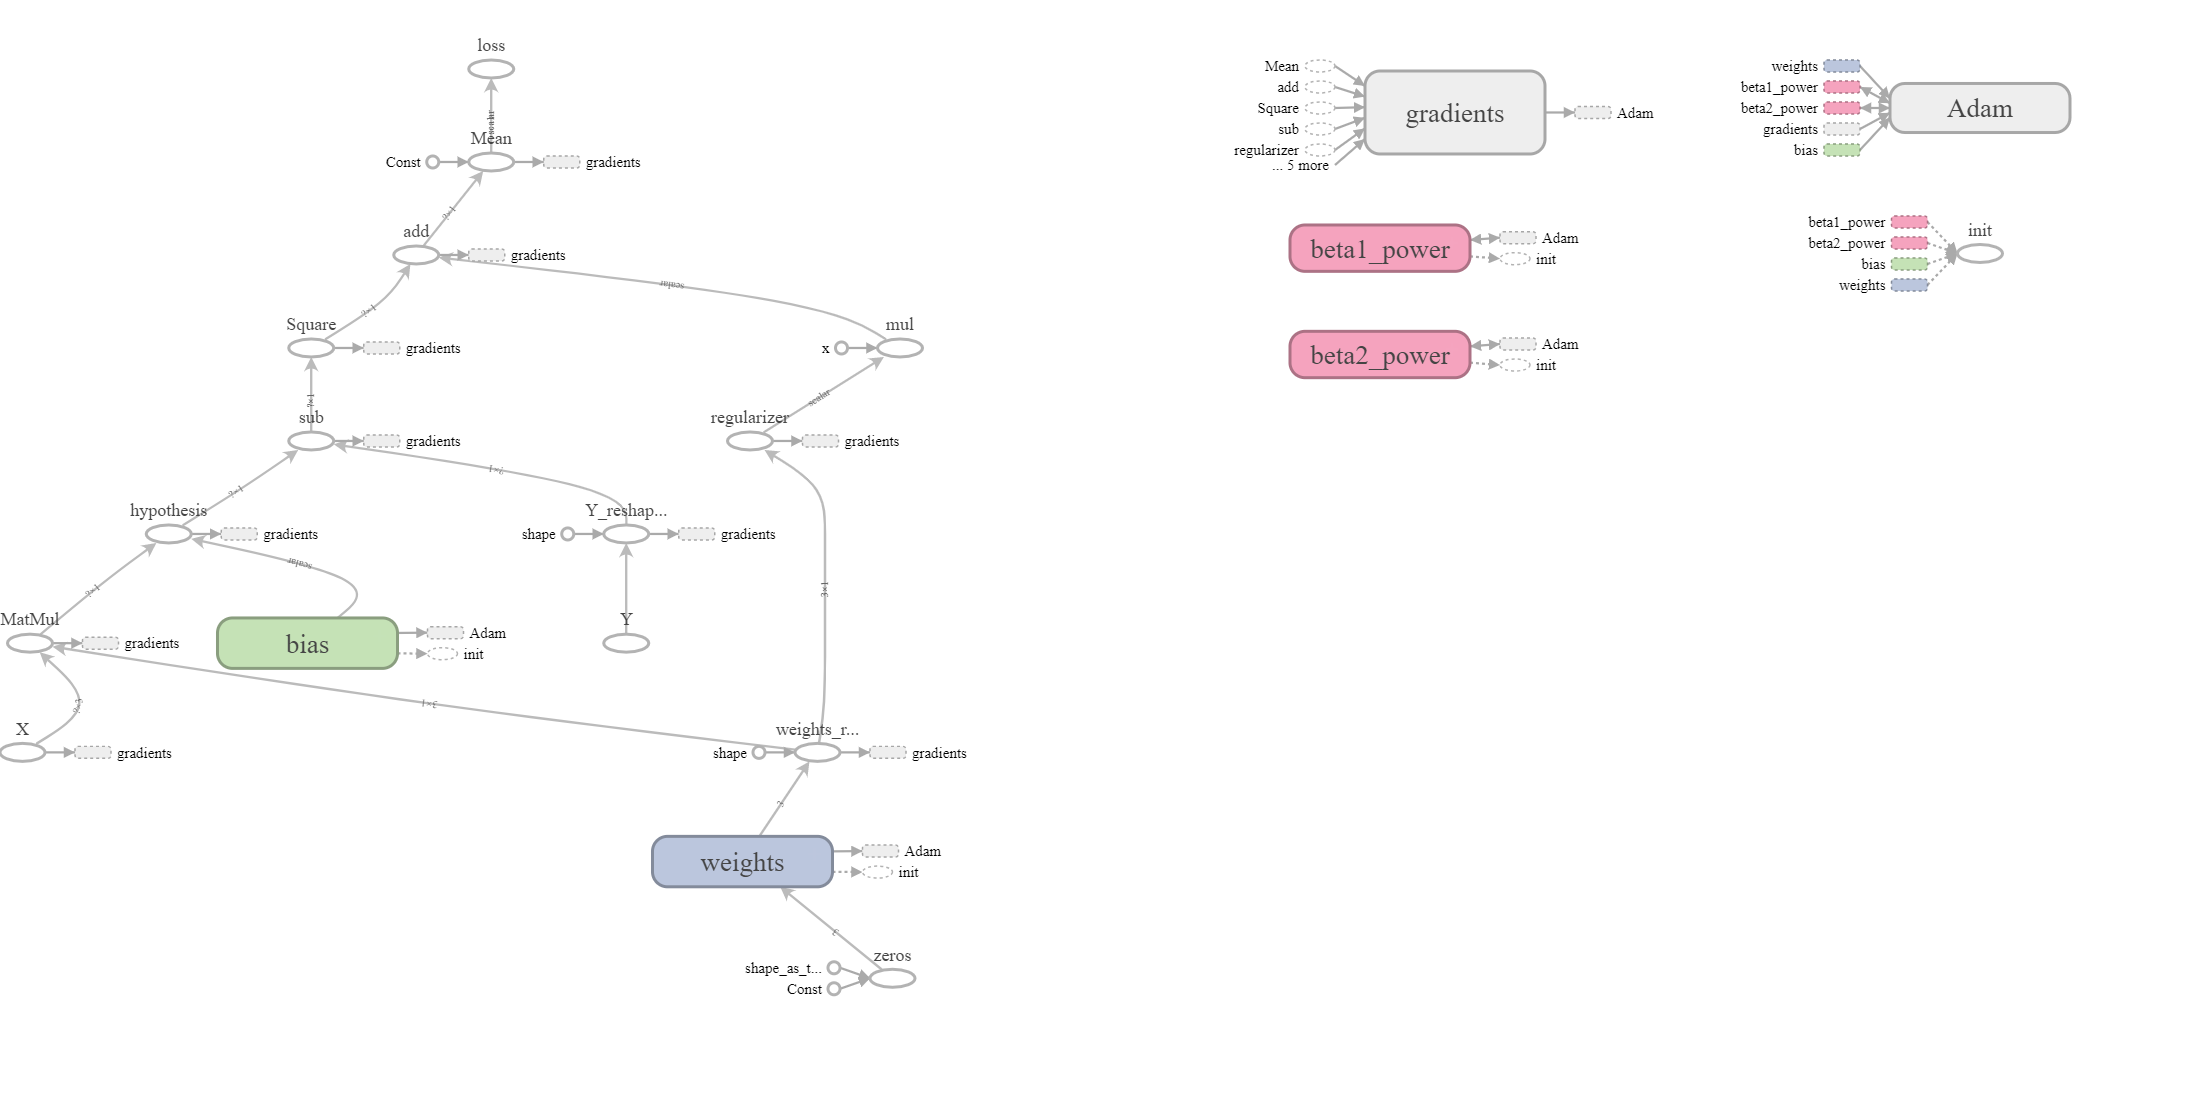 loss
scalar
Mean
Const
gradients
?×1
add
gradients
scalar
?×1
Square
gradients
mul
x
?×1
scalar
sub
gradients
regularizer
gradients
?×1
?×1
hypothesis
gradients
Y_reshap...
shape
gradients
scalar
?×1
3×1
MatMul
gradients
bias
Adam
init
Y
?×3
3×1
X
gradients
weights_r...
shape
gradients
3
weights
Adam
init
3
zeros
shape_as_t...
Const
Mean
add
Square
sub
regularizer
... 5 more
gradients
Adam
weights
beta1_power
beta2_power
gradients
bias
Adam
beta1_power
Adam
init
beta1_power
beta2_power
bias
weights
init
beta2_power
Adam
init